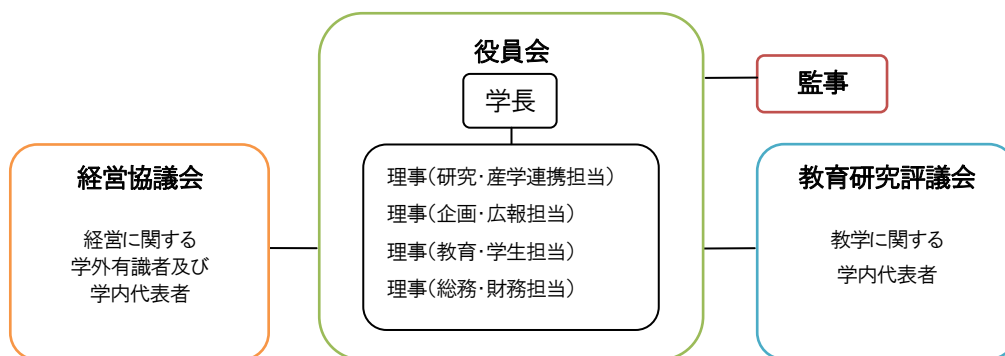 役員会
学長
理事(研究・産学連携担当)
理事(企画・広報担当)
理事(教育・学生担当)
理事(総務・財務担当)
監事
経営協議会
経営に関する
学外有識者及び
学内代表者
教育研究評議会
教学に関する
学内代表者